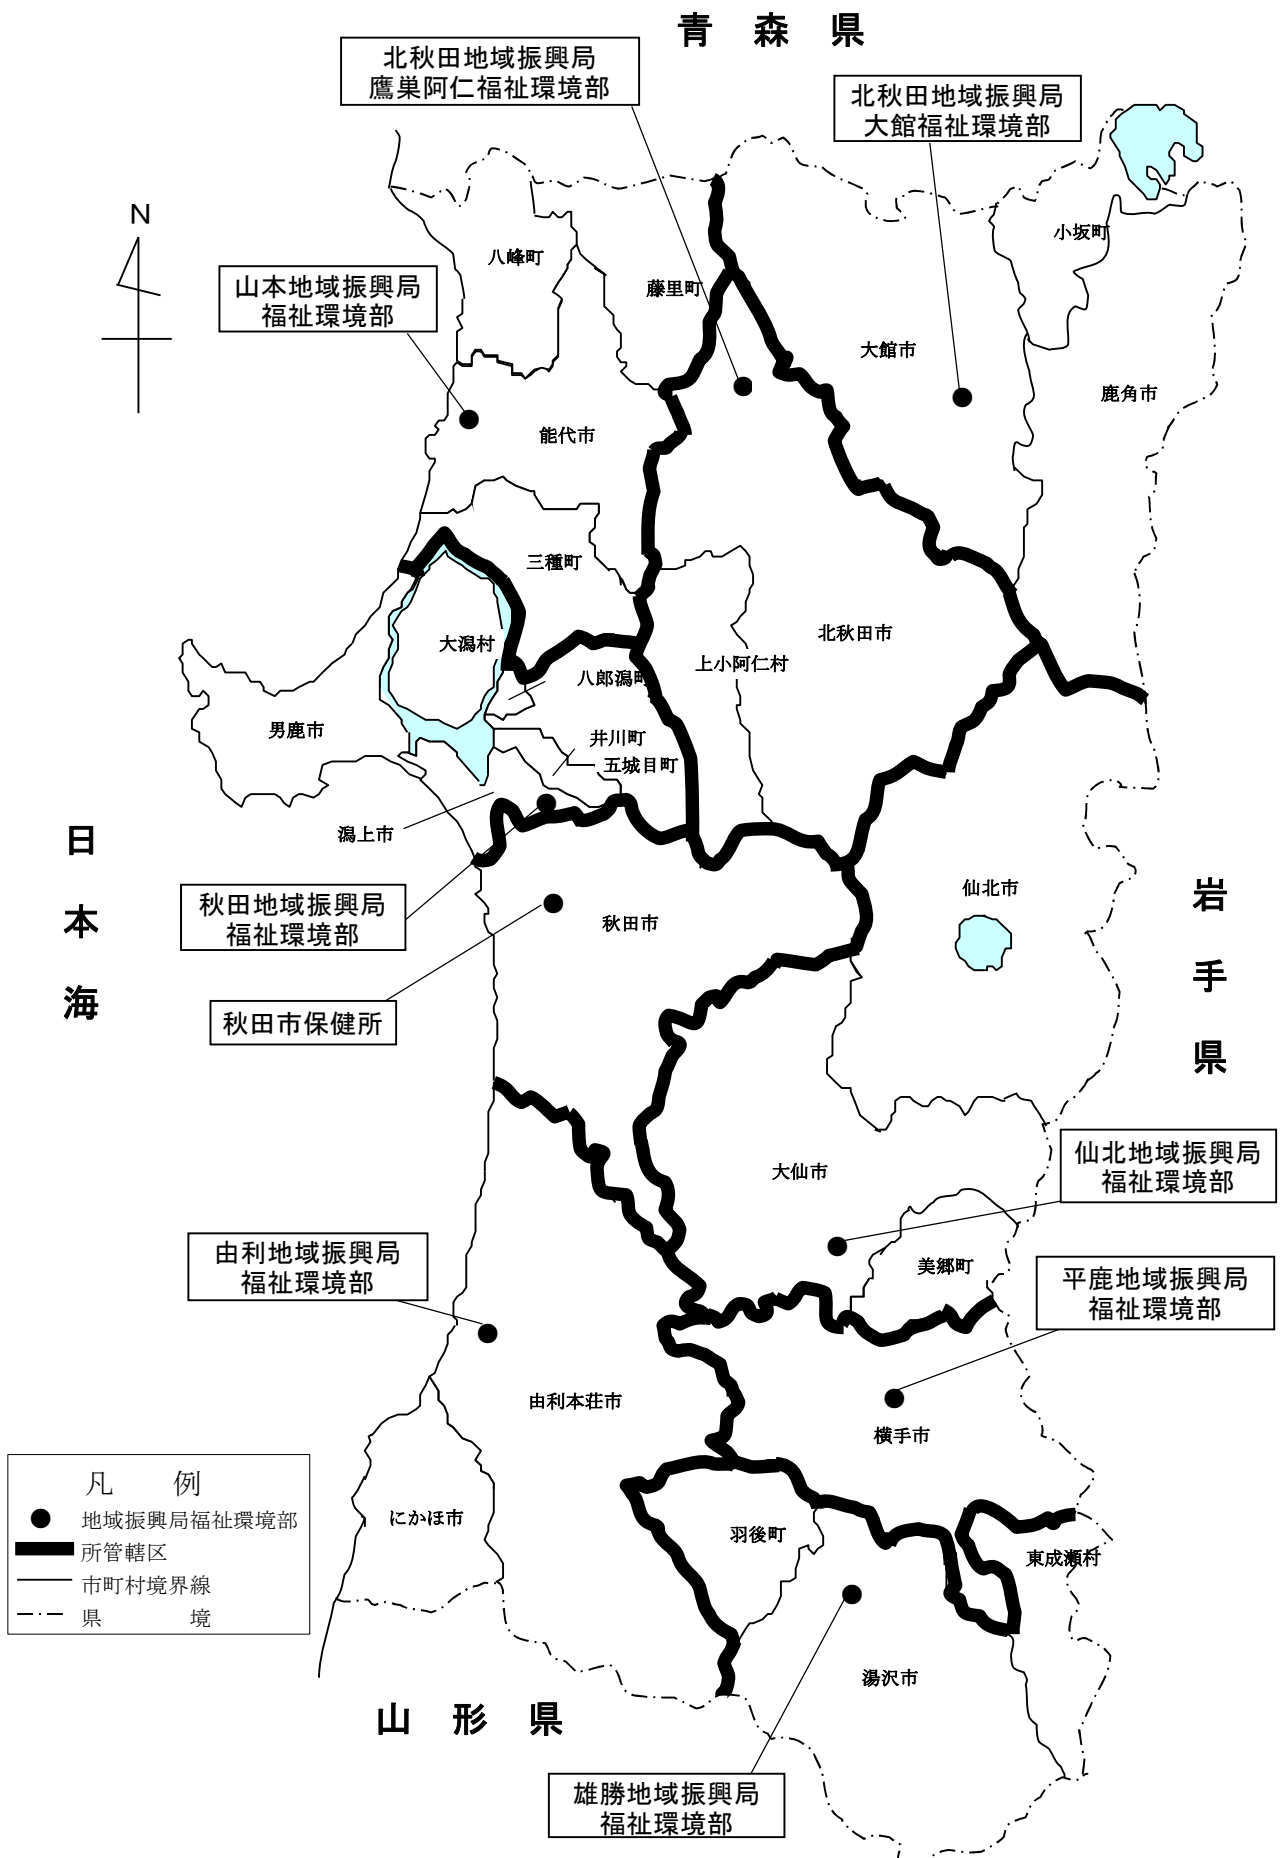 青森県
北秋田地域振興局
鷹巣阿仁福祉環境部
北秋田地域振興局
大館福祉環境部
N
小坂町
八峰町
山本地域振興局
福祉環境部
藤里町
大館市
鹿角市
能代市
三種町
大潟村
北秋田市
上小阿仁村
八郎潟町
男鹿市
井川町
五城目町
潟上市
日本海
秋田地域振興局
福祉環境部
仙北市
岩手県
秋田市
秋田市保健所
大仙市
仙北地域振興局
福祉環境部
由利地域振興局
福祉環境部
美郷町
平鹿地域振興局
福祉環境部
由利本荘市
横手市
凡例
地域振興局福祉環境部
所管轄区
市町村境界線
県境
にかほ市
羽後町
東成瀬村
湯沢市
山形県
雄勝地域振興局
福祉環境部